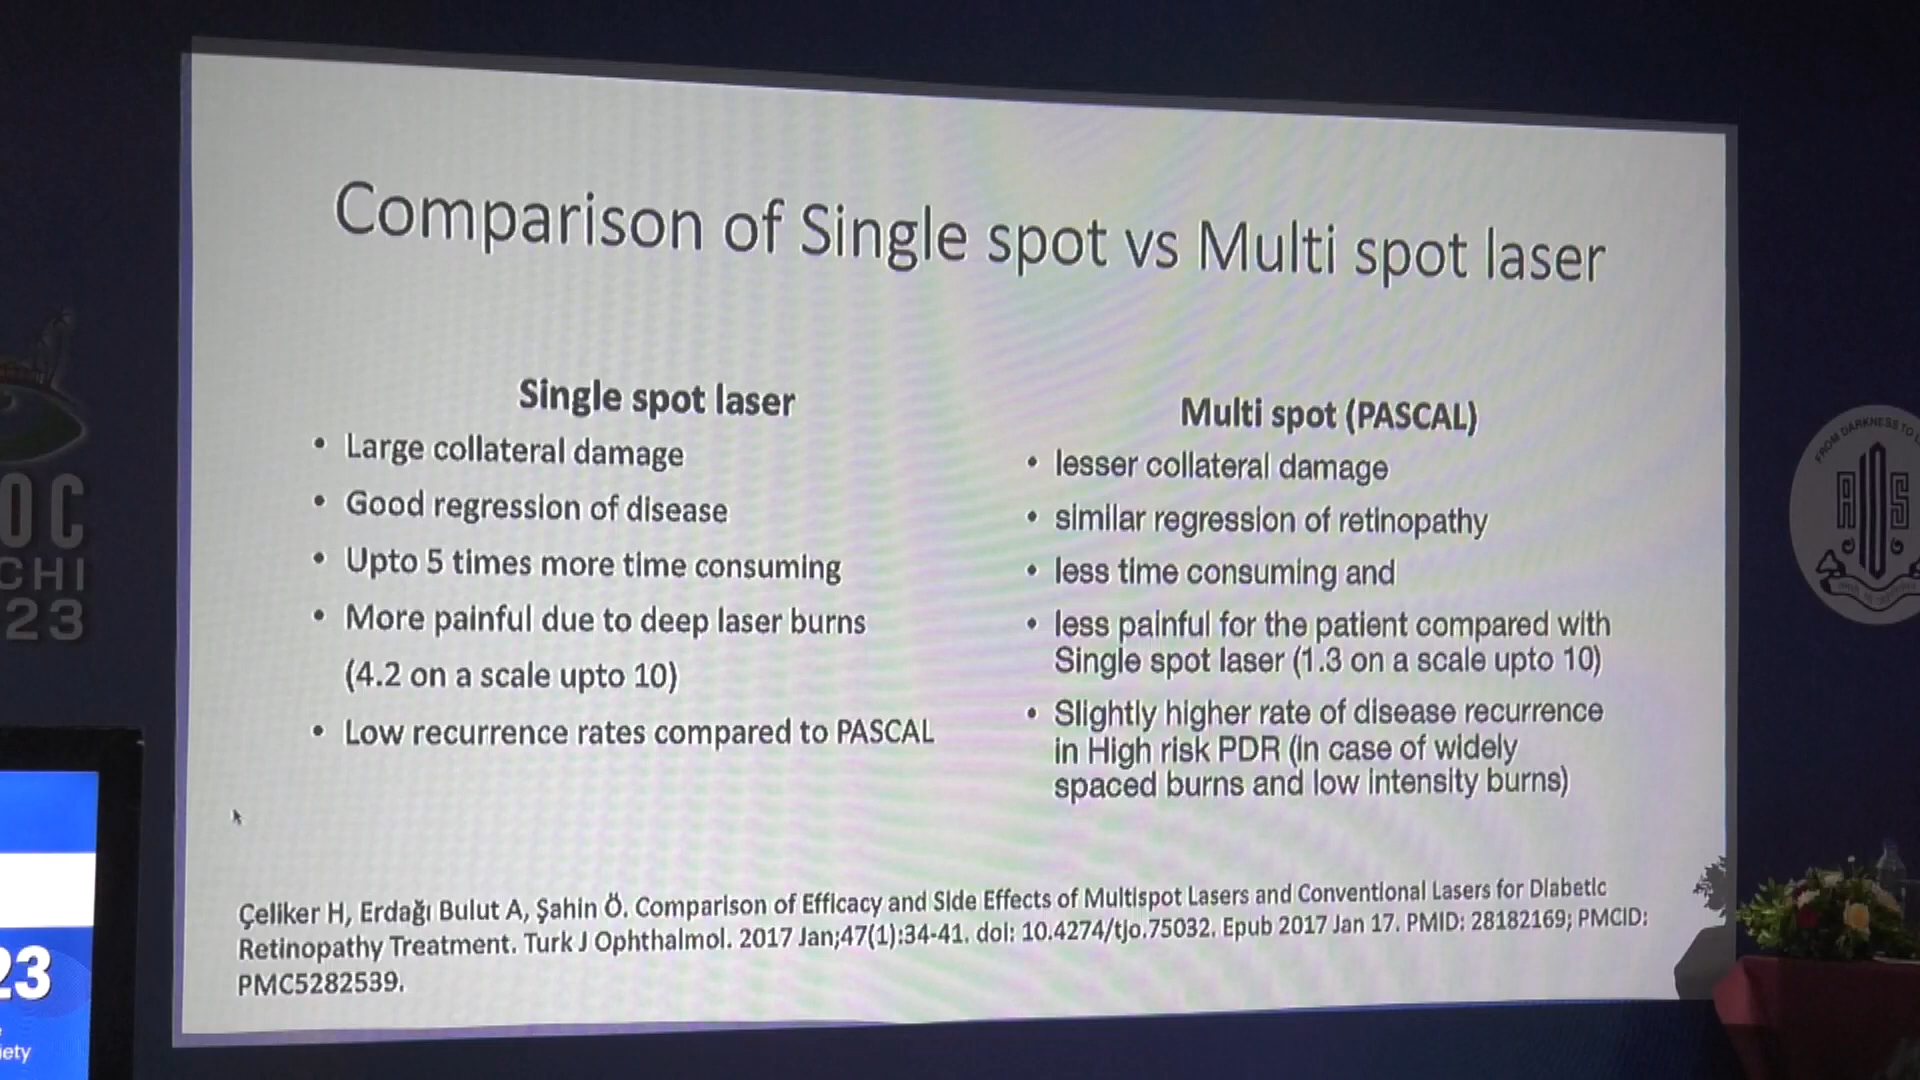 Comparison of Single spot vs Multi spot laser
Single spot laser
• Large collateral damage
• Good regression of disease
• Upto 5 times more time consuming
• More painful due to deep laser burns
(4.2 on a scale upto 10)
• Low recurrence rates compared to PASCAL
Multi spot (PASCAL)
• lesser collateral damage
• similar regression of retinopathy
• less time consuming and
• less painful for the patient compared with
Single spot laser (1.3 on a scale upto 10)
• Slightly higher rate of disease recurrence
in High risk PDR (in case of widely
spaced burns and low intensity burns)
Çeliker H, Erdağı Bulut A, Şahin Ö. Comparison of Efficacy and Side Effects of Multispot Lasers and Conventional Lasers for Diabetic
Retinopathy Treatment. Turk J Ophthalmol. 2017 Jan;47(1):34-41. doi: 10.4274/tjo.75032. Epub 2017 Jan 17. PMID: 28182169; PMCID:
PMC5282539.
OC
CHI
23
23
iety
FROM DARKNESS TO
AIOS